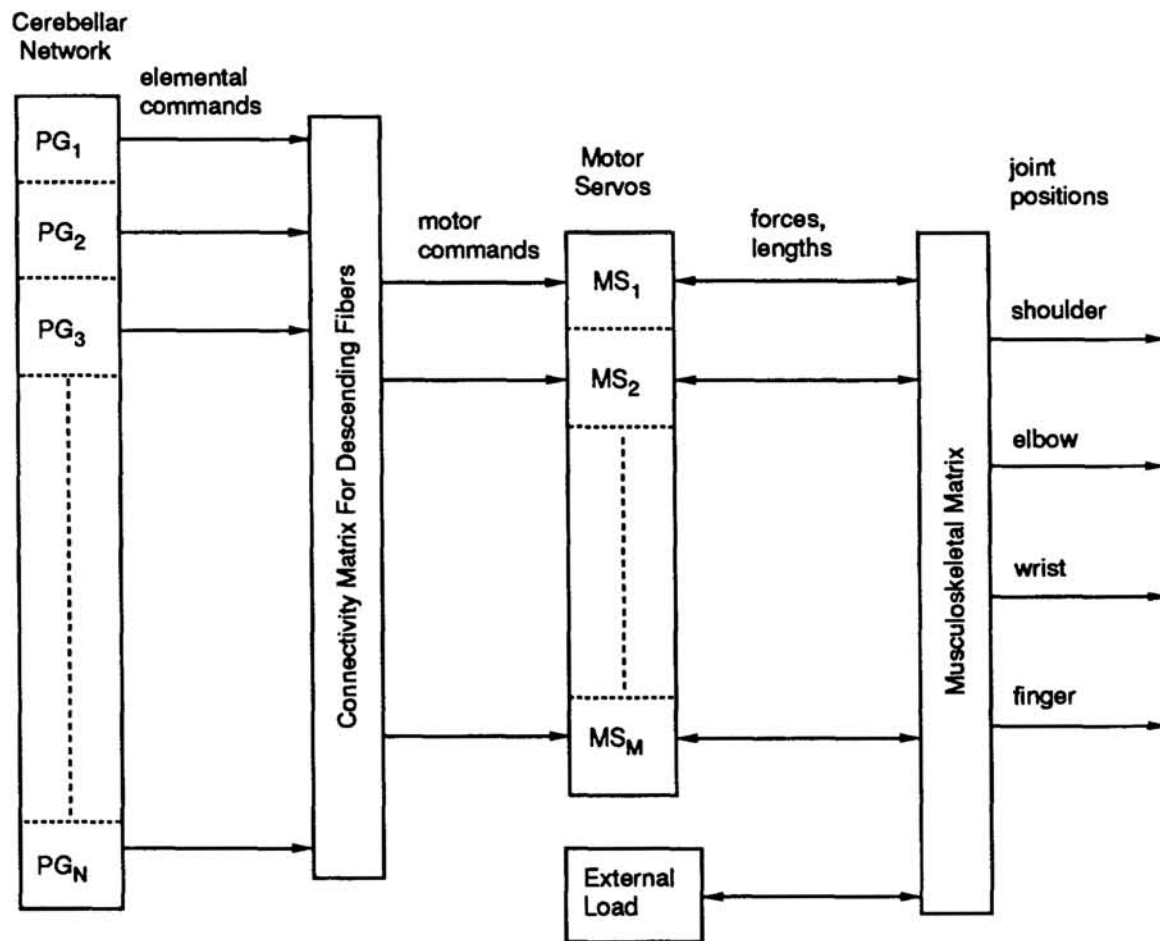 Cerebellar
Network
elemental
commands
PG1
PG2
PG3
PGN
Connectivity Matrix For Descending Fibers
motor
commands
Motor
Servos
MS1
MS2
MSM
External
Load
forces,
lengths
Musculoskeletal Matrix
joint
positions
shoulder
elbow
wrist
finger